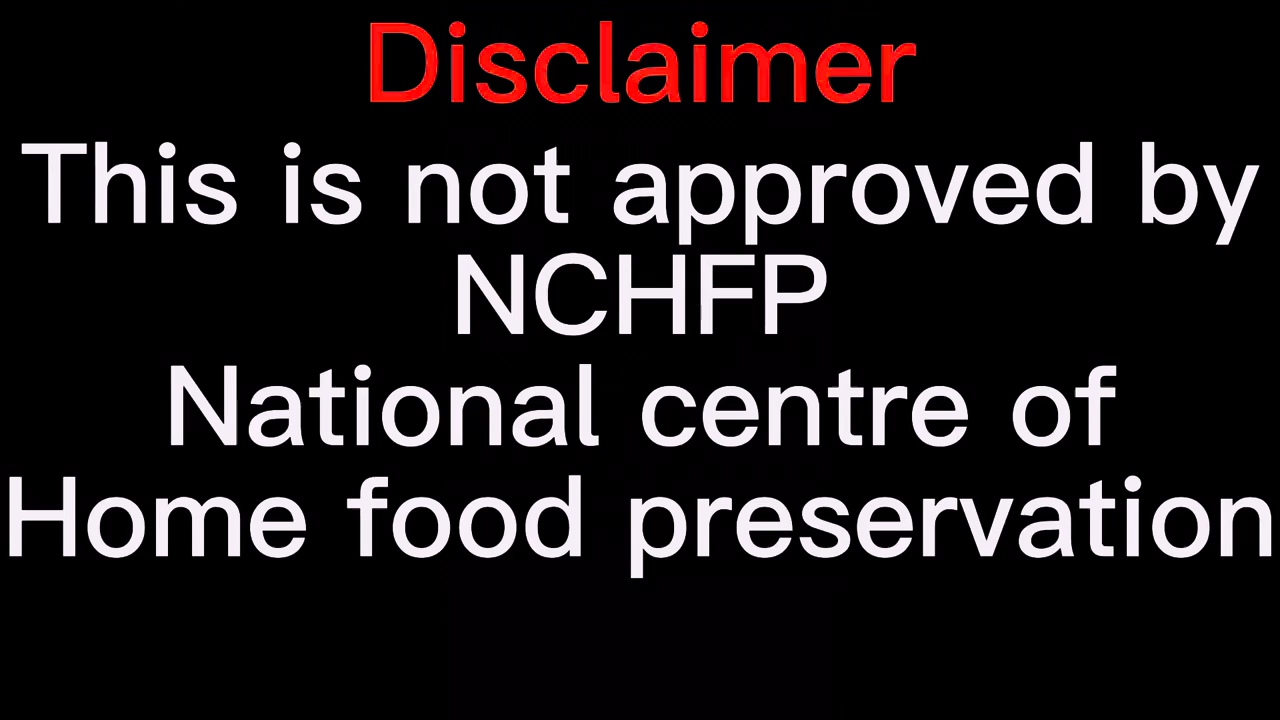 Disclaimer
This is not approved by
NCHFP
National centre of
Home food preservation